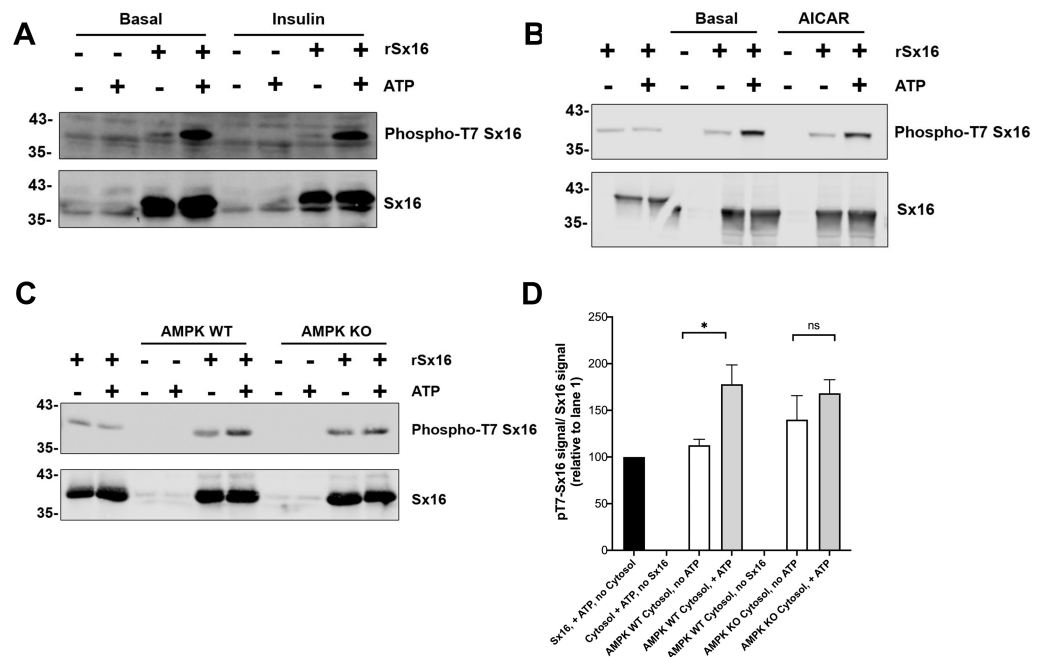 A
Basal Insulin
- - + + - - + + rSx16
- + - + - + - + ATP
43-
35-
Phospho-T7 Sx16
43-
35-
Sx16
B
Basal AICAR
+ + - + + - + + rSx16
- + - - + - - + ATP
43-
35-
Phospho-T7 Sx16
43-
35-
Sx16
C
AMPK WT AMPK KO
+ + - - + + - - + + rSx16
- + - + - + - + - + ATP
43-
35-
Phospho-T7 Sx16
43-
35-
Sx16
D
pT7-Sx16 signal/ Sx16 signal
(relative to lane 1)
250
200
150
100
50
0
*
ns
Sx16, + ATP, no Cytosol
Cytosol + ATP, no Sx16
AMPK WT Cytosol, no ATP
AMPK WT Cytosol, + ATP
AMPK WT Cytosol, no Sx16
AMPK KO Cytosol, no ATP
AMPK KO Cytosol, + ATP